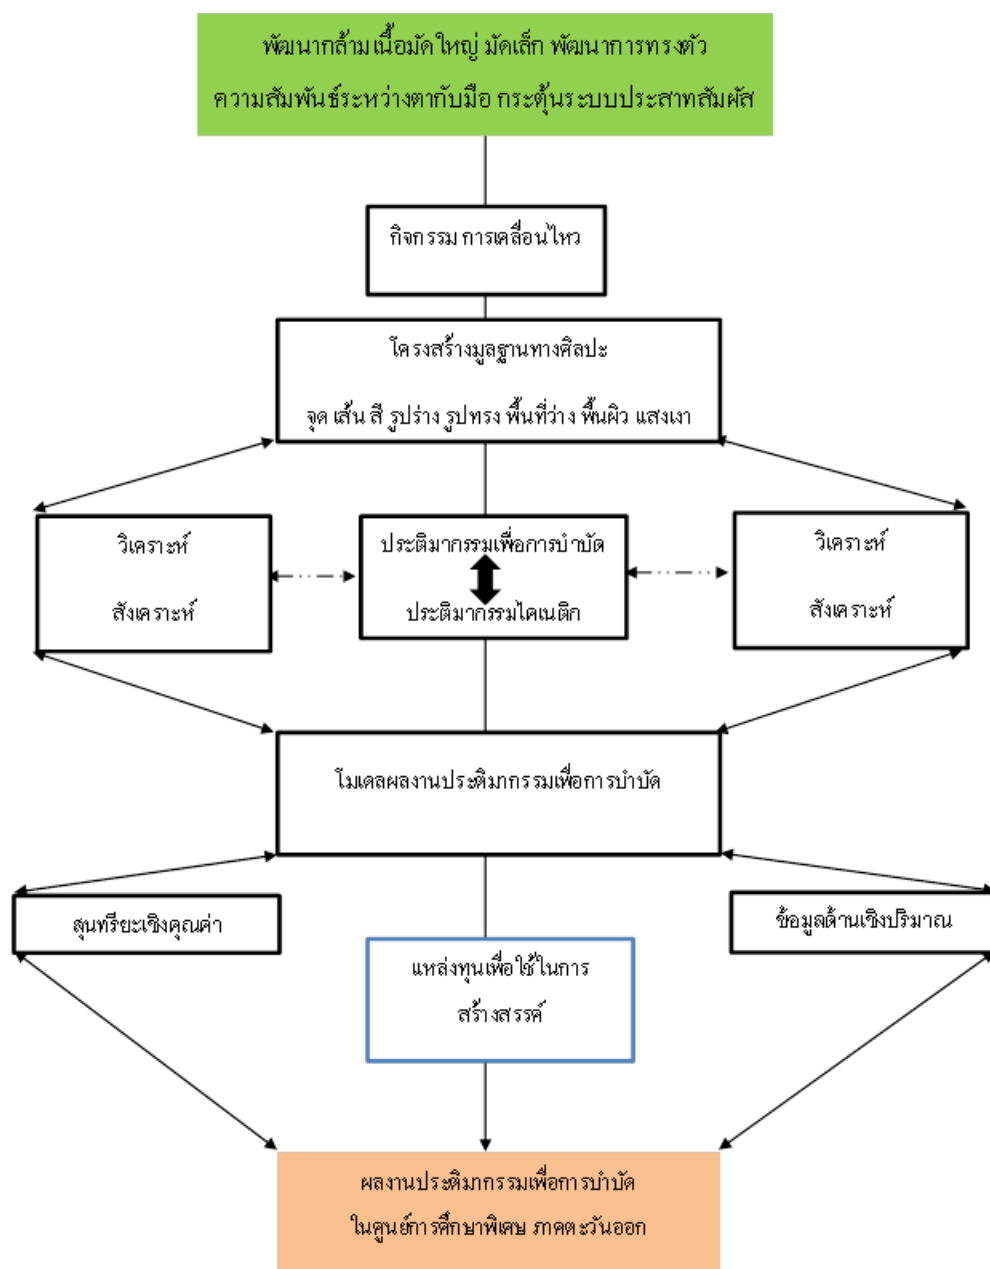 พัฒนากล้ามเนื้อมัดใหญ่ มัดเล็ก พัฒนาการทรงตัว
ความสัมพันธ์ระหว่างตากับมือ กระตุ้นระบบประสาทสัมผัส
กิจกรรม การเคลื่อนไหว
โครงสร้างมูลฐานทางศิลปะ
จุด เส้น สี รูปร่าง รูปทรง พื้นที่ว่าง พื้นผิว แสงเงา
วิเคราะห์
สังเคราะห์
ประติมากรรมเพื่อการบำบัด
ประติมากรรมไคเนติก
วิเคราะห์
สังเคราะห์
โมเดลผลงานประติมากรรมเพื่อการบำบัด
สุนทรียะเชิงคุณค่า
ข้อมูลด้านเชิงปริมาณ
แหล่งทุนเพื่อใช้ในการ
สร้างสรรค์
ผลงานประติมากรรมเพื่อการบำบัด
ในศูนย์การศึกษาพิเศษ ภาคตะวันออก